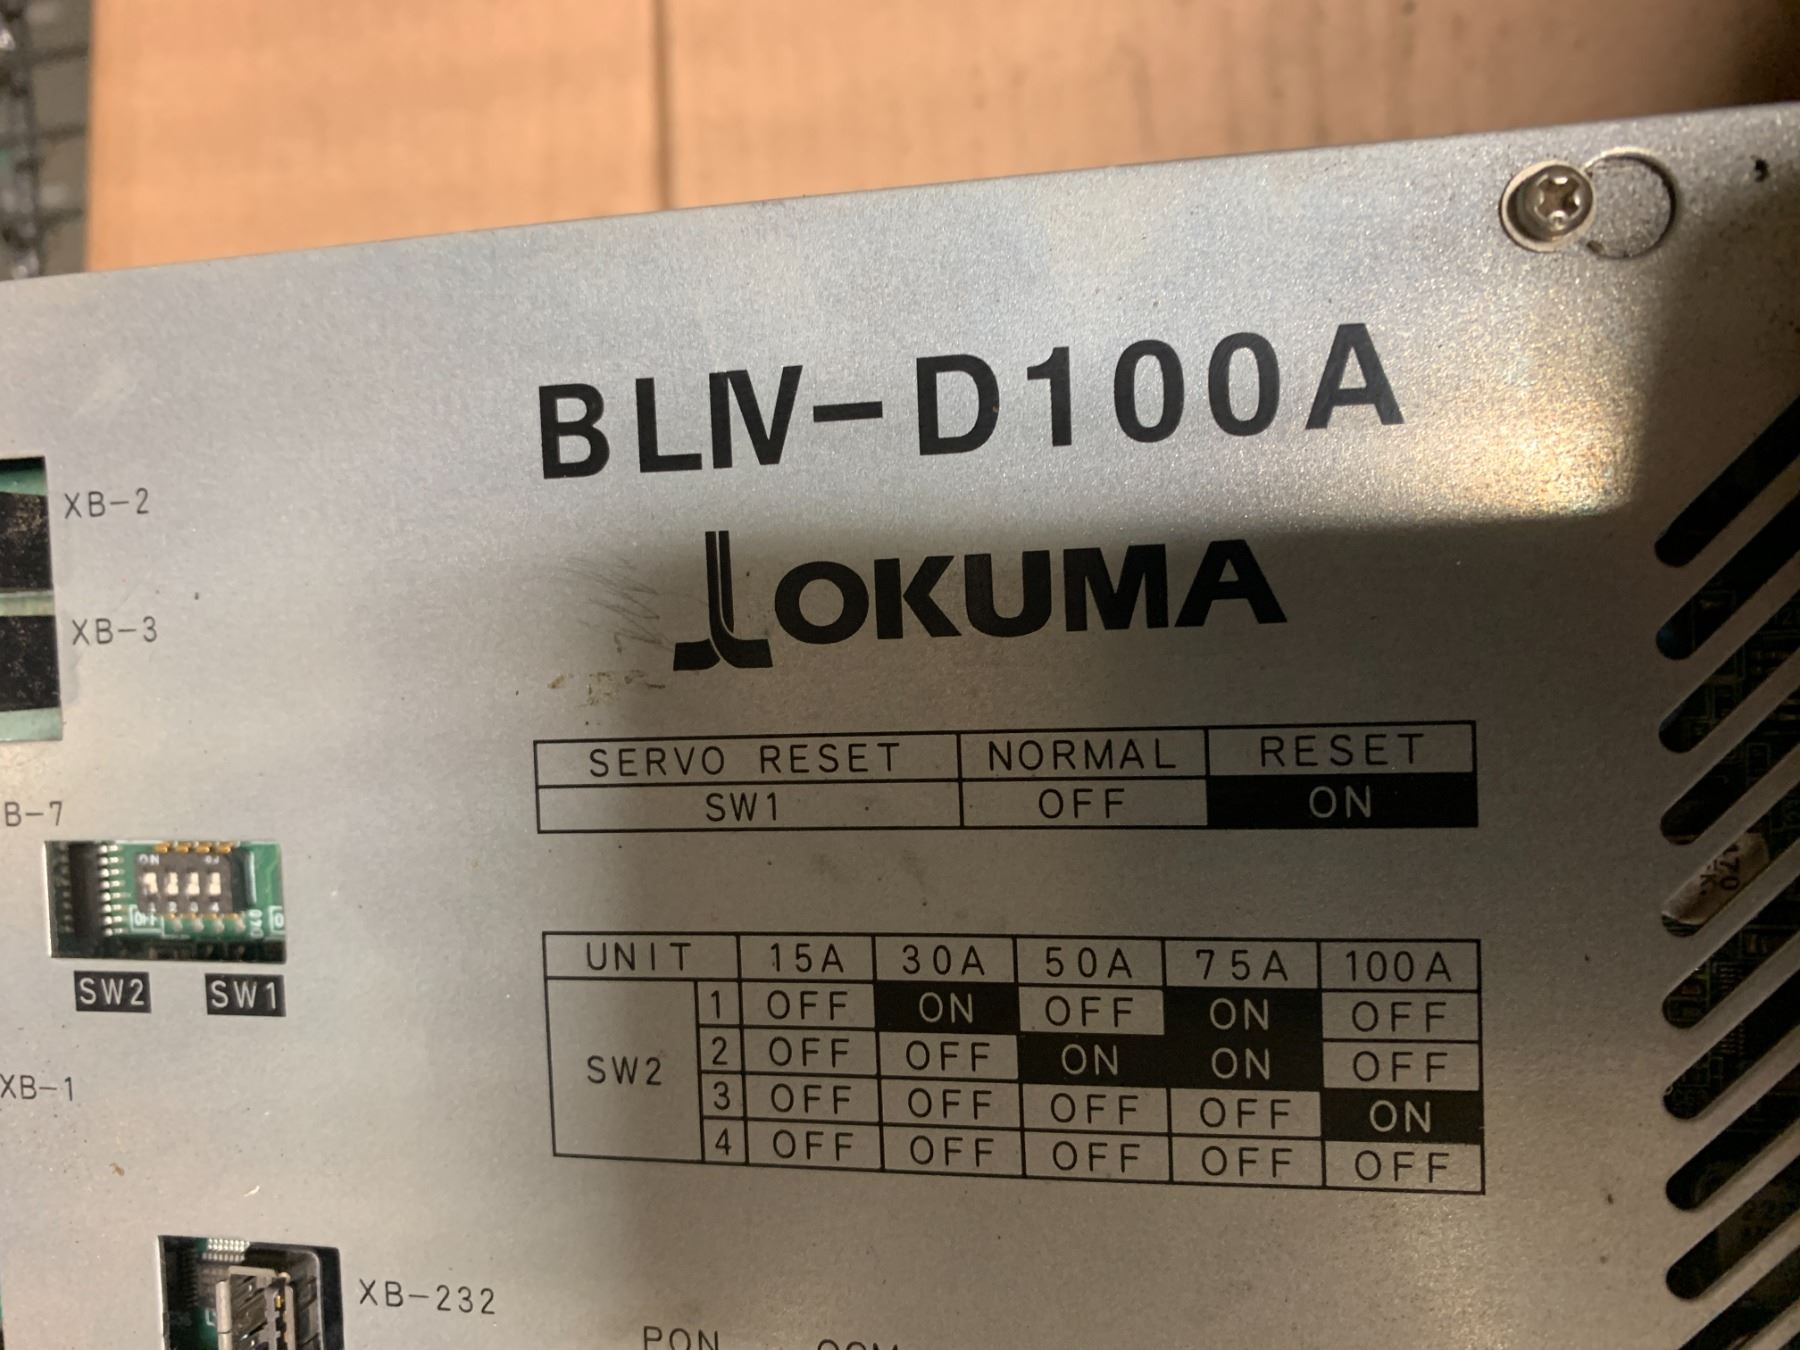 BLIV-D100A
OKUMA
XB-2
XB-3
SERVO RESET NORMAL RESET
SW1 OFF ON
B-7
SW2 SW1
UNIT 15A 30A 50A 75A 100A
SW2
1 OFF ON OFF ON OFF
2 OFF OFF ON ON OFF
3 OFF OFF OFF OFF ON
4 OFF OFF OFF OFF OFF
XB-1
XB-232
PON